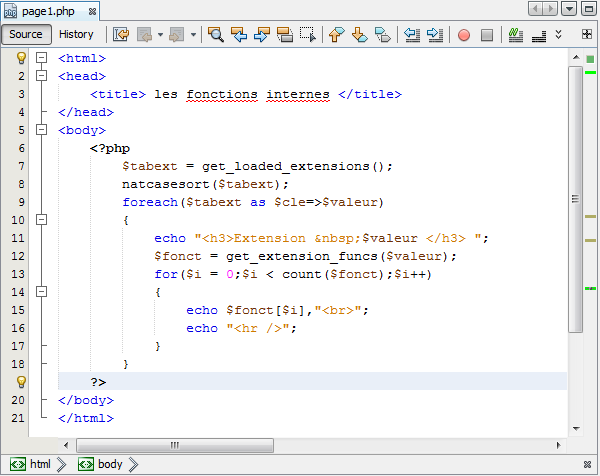 page1.php
Source History
<html>
2 <head>
3 <title> les fonctions internes </title>
4 </head>
5 <body>
6 <?php
7 $tabext = get_loaded_extensions();
8 natcasesort($tabext);
9 foreach($tabext as $cle=>$valeur)
10 {
11 echo "<h3>Extension &nbsp;$valeur </h3> ";
12 $fonct = get_extension_funcs($valeur);
13 for($i = 0;$i < count($fonct);$i++)
14 {
15 echo $fonct[$i],"<br>";
16 echo "<hr />";
17 }
18 }
?>
20 </body>
21 </html>
html body